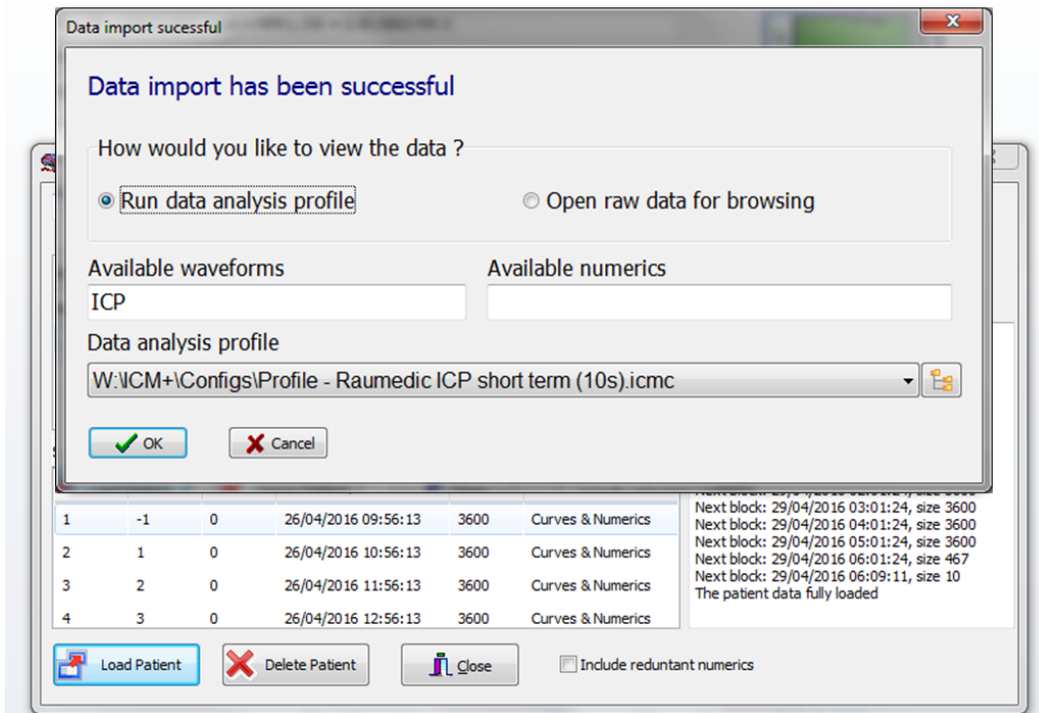 Data import sucessful
Data import has been successful
How would you like to view the data ?
Run data analysis profile
Open raw data for browsing
Available waveforms
Available numerics
ICP
Data analysis profile
W:\ICM+\Configs\Profile - Raumedic ICP short term (10s).icmc
OK
Cancel
1 -1 0 26/04/2016 09:56:13 3600 Curves & Numerics
2 1 0 26/04/2016 10:56:13 3600 Curves & Numerics
3 2 0 26/04/2016 11:56:13 3600 Curves & Numerics
4 3 0 26/04/2016 12:56:13 3600 Curves & Numerics
Next block: 29/04/2016 03:01:24, size 3600
Next block: 29/04/2016 04:01:24, size 3600
Next block: 29/04/2016 05:01:24, size 3600
Next block: 29/04/2016 06:01:24, size 467
Next block: 29/04/2016 06:09:11, size 10
The patient data fully loaded
Load Patient
Delete Patient
Close
Include reduntant numerics